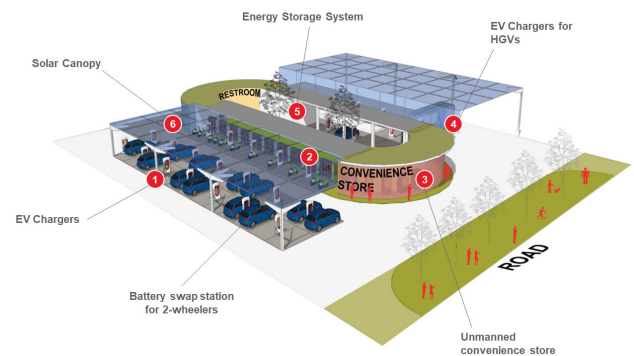 Energy Storage System
EV Chargers for
HGVs
Solar Canopy
RESTROOM
5
6
4
2
CONVENIENCE
STORE
3
1
EV Chargers
ROAD
Battery swap station
for 2-wheelers
Unmanned
convenience store